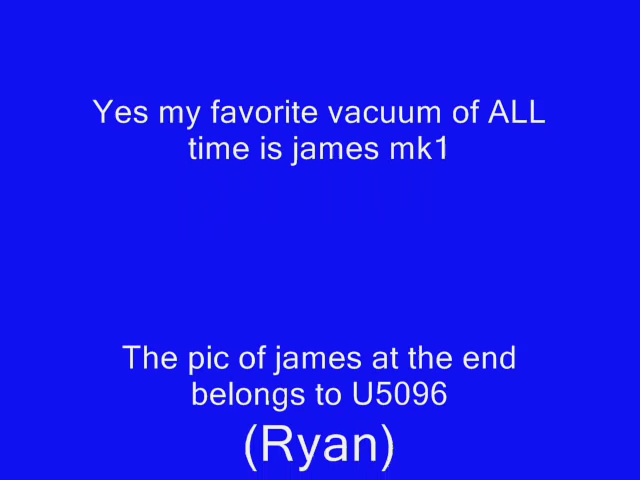 Yes my favorite vacuum of ALL
time is james mk1
The pic of james at the end
belongs to U5096
(Ryan)